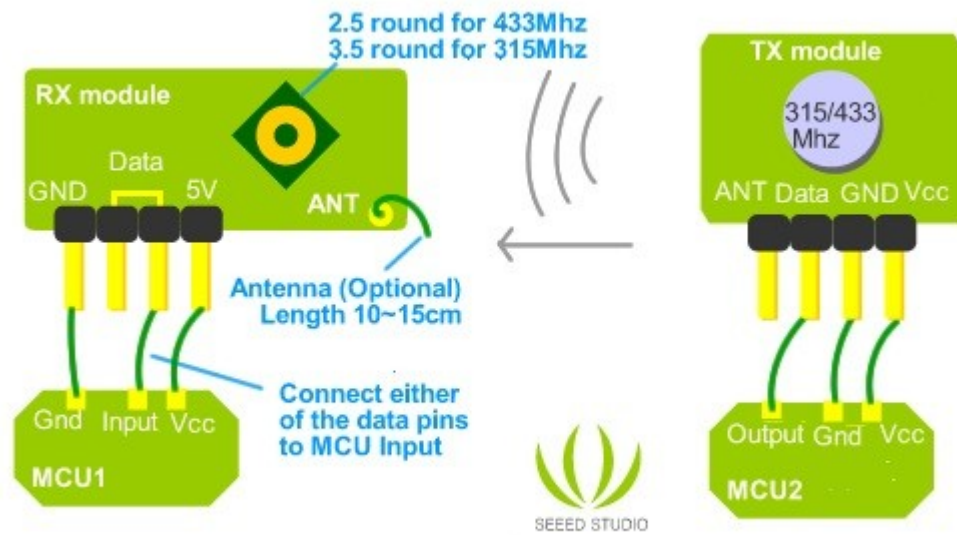 2.5 round for 433Mhz
3.5 round for 315Mhz
RX module
Data
GND
5V
ANT
Antenna (Optional)
Length 10~15cm
Connect either
of the data pins
to MCU Input
Gnd Input Vcc
MCU1
TX module
315/433
Mhz
ANT Data GND Vcc
Output Gnd Vcc
MCU2
SEEED STUDIO